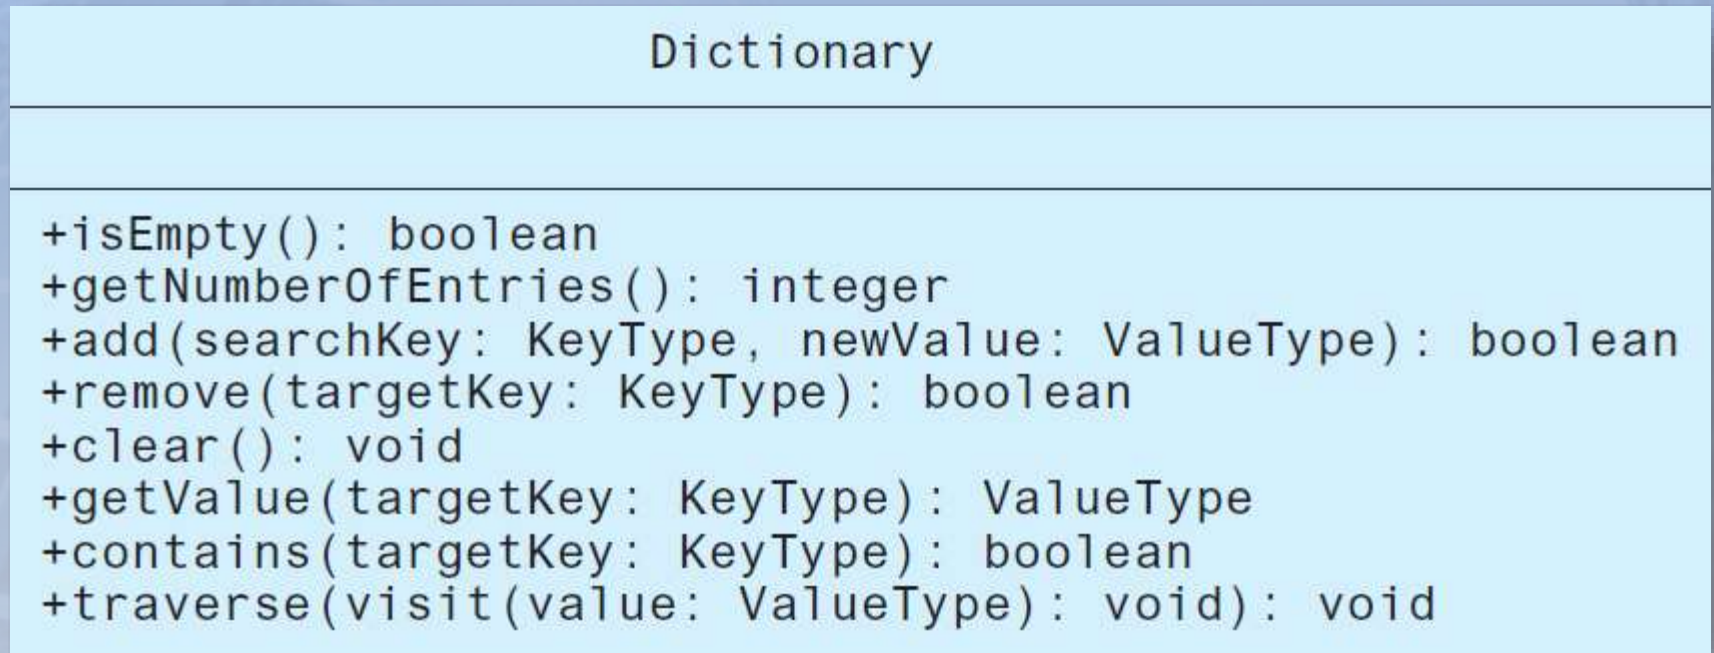 Dictionary
+isEmpty(): boolean
+getNumberOfEntries(): integer
+add(searchKey: KeyType, newValue: ValueType): boolean
+remove(targetKey: KeyType): boolean
+clear(): void
+getValue(targetKey: KeyType): ValueType
+contains(targetKey: KeyType): boolean
+traverse(visit(value: ValueType): void): void